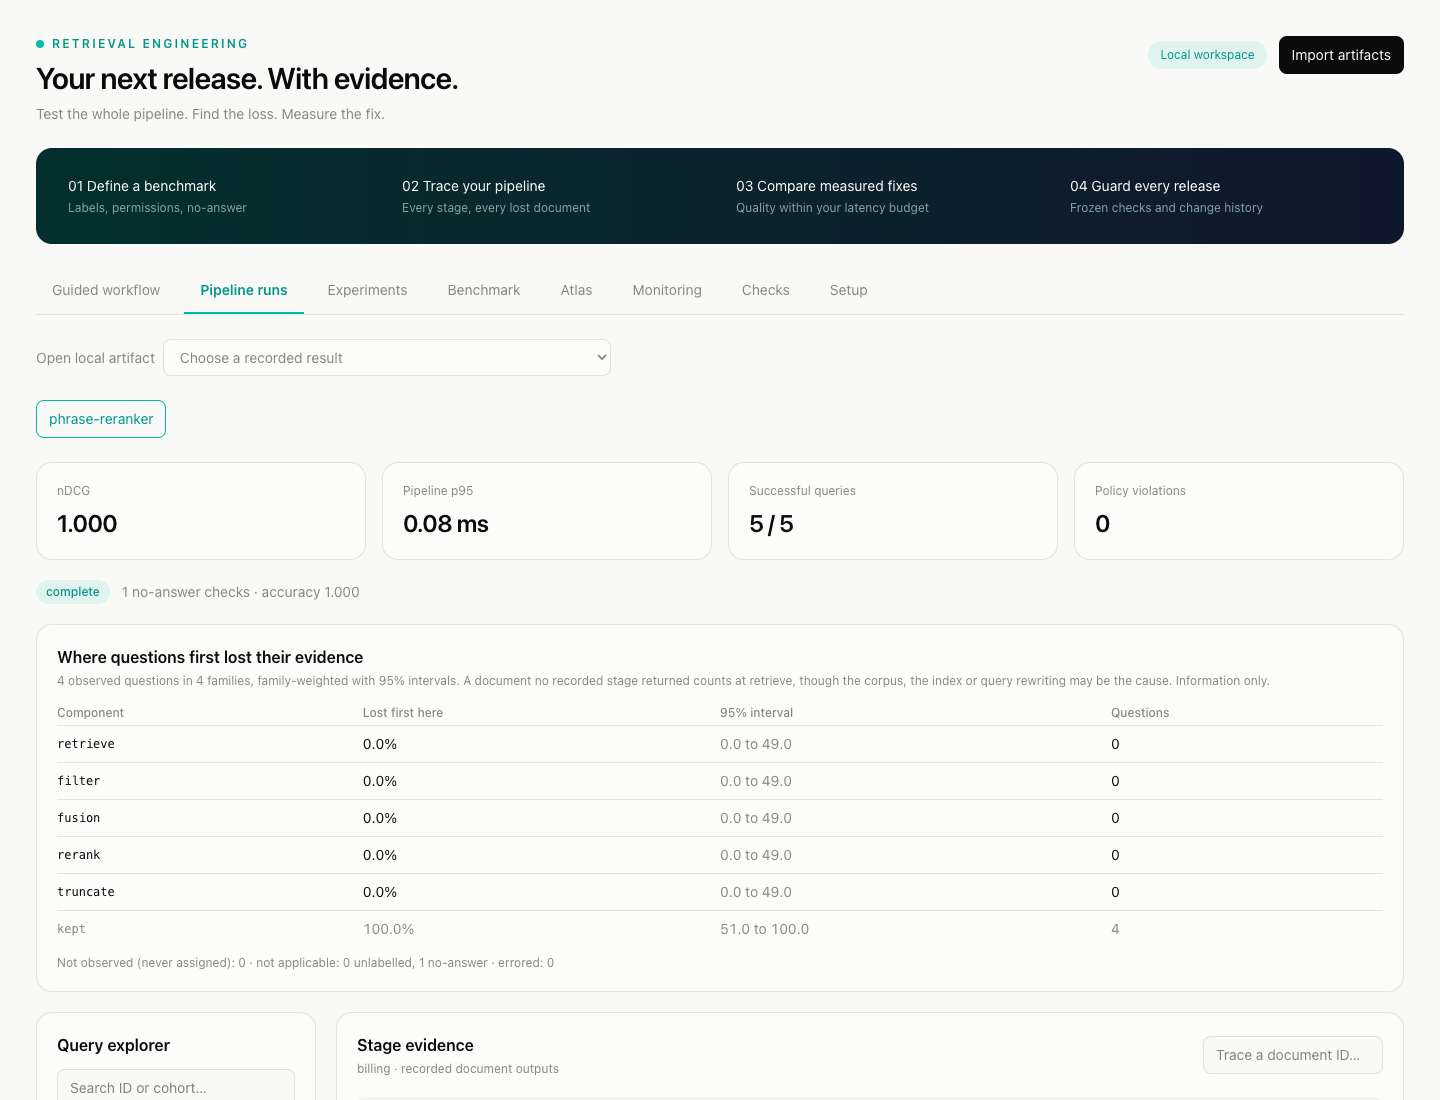 RETRIEVAL ENGINEERING
Your next release. With evidence.
Test the whole pipeline. Find the loss. Measure the fix.
Local workspace
Import artifacts
01 Define a benchmark
Labels, permissions, no-answer
02 Trace your pipeline
Every stage, every lost document
03 Compare measured fixes
Quality within your latency budget
04 Guard every release
Frozen checks and change history
Guided workflow Pipeline runs Experiments Benchmark Atlas Monitoring Checks Setup
Open local artifact Choose a recorded result
phrase-reranker
nDCG
1.000
Pipeline p95
0.08 ms
Successful queries
5 / 5
Policy violations
0
complete 1 no-answer checks · accuracy 1.000
Where questions first lost their evidence
4 observed questions in 4 families, family-weighted with 95% intervals. A document no recorded stage returned counts at retrieve, though the corpus, the index or query rewriting may be the cause. Information only.
Component Lost first here 95% interval Questions
retrieve 0.0% 0.0 to 49.0 0
filter 0.0% 0.0 to 49.0 0
fusion 0.0% 0.0 to 49.0 0
rerank 0.0% 0.0 to 49.0 0
truncate 0.0% 0.0 to 49.0 0
kept 100.0% 51.0 to 100.0 4
Not observed (never assigned): 0 · not applicable: 0 unlabelled, 1 no-answer · errored: 0
Query explorer
Search ID or cohort...
Stage evidence
billing · recorded document outputs
Trace a document ID...